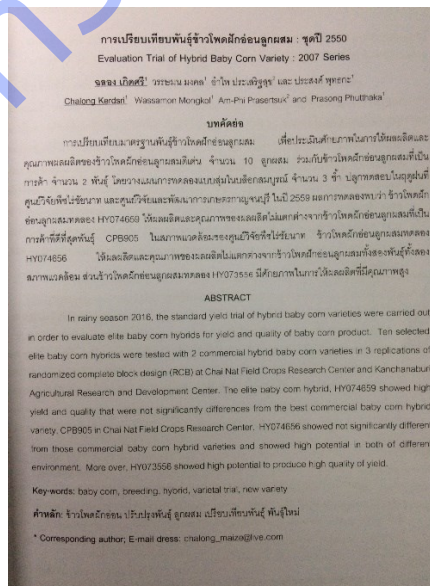 การเปรียบเทียบพันธุ์ข้าวโพดฝักอ่อนลูกผสม : ชุดปี 2550
Evaluation Trial of Hybrid Baby Corn Variety : 2007 Series
ฉลอง เกิดศรี¹ วรรษมน มงคล¹ อำไพ ประเสริฐสุข² และ ประสงค์ พุทธกะ¹
Chalong Kerdsri¹ Wassamon Mongkol¹ Am-Phi Prasertsuk² and Prasong Phutthaka¹
บทคัดย่อ
การเปรียบเทียบมาตรฐานพันธุ์ข้าวโพดฝักอ่อนลูกผสม เพื่อประเมินศักยภาพในการให้ผลผลิตและ
คุณภาพผลผลิตของข้าวโพดฝักอ่อนลูกผสมดีเด่น จำนวน 10 ลูกผสม ร่วมกับข้าวโพดฝักอ่อนลูกผสมที่เป็น
การค้า จำนวน 2 พันธุ์ โดยวางแผนการทดลองแบบสุ่มในบล็อกสมบูรณ์ จำนวน 3 ซ้ำ ปลูกทดสอบในฤดูฝนที่
ศูนย์วิจัยพืชไร่ชัยนาท และศูนย์วิจัยและพัฒนาการเกษตรกาญจนบุรี ในปี 2559 ผลการทดลองพบว่า ข้าวโพดฝัก
อ่อนลูกผสมทดลอง HY074659 ให้ผลผลิตและคุณภาพของผลผลิตไม่แตกต่างจากข้าวโพดฝักอ่อนลูกผสมที่เป็น
การค้าที่ดีที่สุดพันธุ์ CPB905 ในสภาพแวดล้อมของศูนย์วิจัยพืชไร่ชัยนาท ข้าวโพดฝักอ่อนลูกผสมทดลอง
HY074656 ให้ผลผลิตและคุณภาพของผลผลิตไม่แตกต่างจากข้าวโพดฝักอ่อนลูกผสมทั้งสองพันธุ์ทั้งสอง
สภาพแวดล้อม ส่วนข้าวโพดฝักอ่อนลูกผสมทดลอง HY073556 มีศักยภาพในการให้ผลผลิตที่มีคุณภาพสูง
ABSTRACT
In rainy season 2016, the standard yield trial of hybrid baby corn varieties were carried out
in order to evaluate elite baby corn hybrids for yield and quality of baby corn product. Ten selected
elite baby corn hybrids were tested with 2 commercial hybrid baby corn varieties in 3 replications of
randomized complete block design (RCB) at Chai Nat Field Crops Research Center and Kanchanaburi
Agricultural Research and Development Center. The elite baby corn hybrid, HY074659 showed high
yield and quality that were not significantly differences from the best commercial baby corn hybrid
variety, CPB905 in Chai Nat Field Crops Research Center. HY074656 showed not significantly different
from those commercial baby corn hybrid varieties and showed high potential in both of different
environment. More over, HY073556 showed high potential to produce high quality of yield.
Key-words: baby corn, breeding, hybrid, varietal trial, new variety
คำหลัก: ข้าวโพดฝักอ่อน ปรับปรุงพันธุ์ ลูกผสม เปรียบเทียบพันธุ์ พันธุ์ใหม่
* Corresponding author; E-mail dress: chalong_maize@live.com